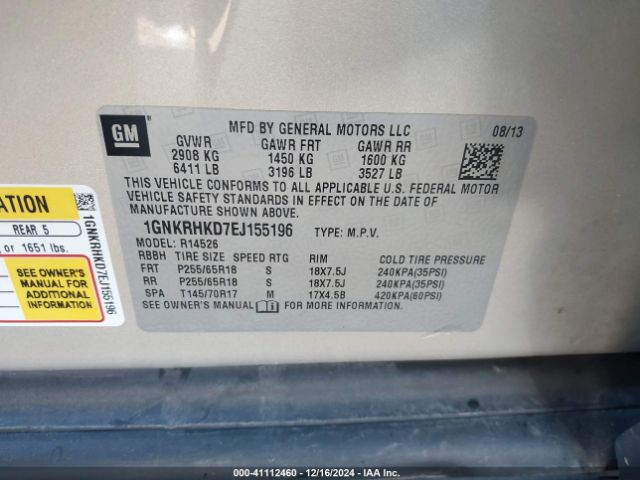 GM
MFD BY GENERAL MOTORS LLC 08/13
GVWR GAWR FRT GAWR RR
2908 KG 1450 KG 1600 KG
6411 LB 3196 LB 3527 LB
THIS VEHICLE CONFORMS TO ALL APPLICABLE U.S. FEDERAL MOTOR
VEHICLE SAFETY STANDARDS IN EFFECT ON THE DATE OF
MANUFACTURE SHOWN ABOVE.
1GNKRHKD7EJ155196 TYPE: M.P.V.
MODEL: R14526
RBBH TIRE SIZE SPEED RTG RIM COLD TIRE PRESSURE
FRT P255/65R18 S 18X7.5J 240KPA(35PSI)
RR P255/65R18 S 18X7.5J 240KPA(35PSI)
SPA T145/70R17 M 17X4.5B 420KPA(60PSI)
SEE OWNER'S MANUAL FOR MORE INFORMATION.
ATION
REAR 5
or 1651 lbs.
SEE OWNER'S
MANUAL FOR
ADDITIONAL
INFORMATION
1GNKRHKD7EJ155196
000-41112460 - 12/16/2024 - IAA Inc.